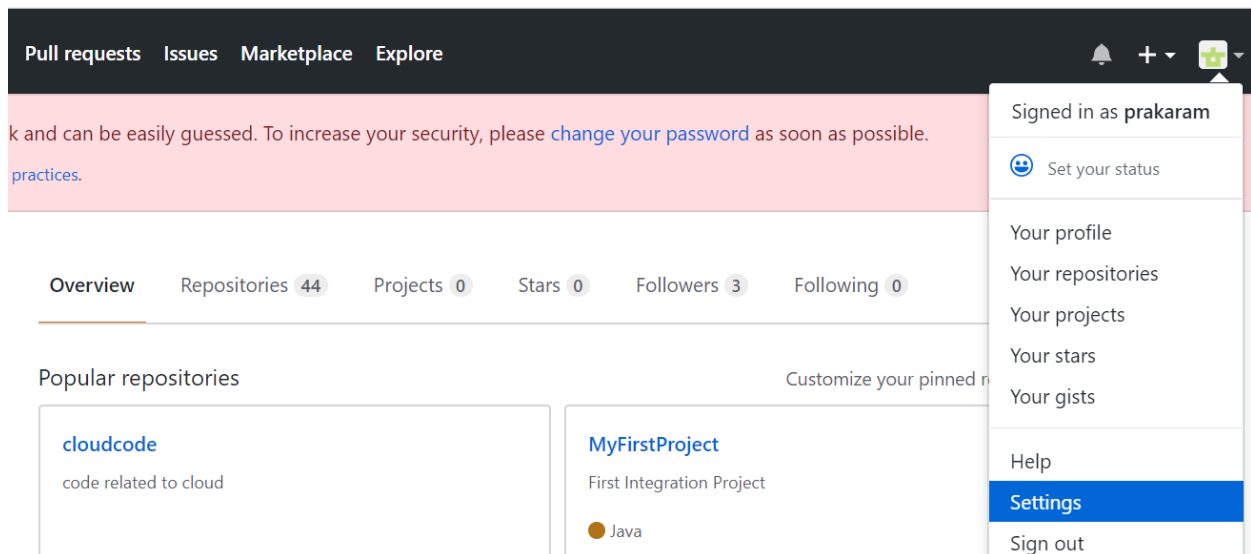 Pull requests Issues Marketplace Explore
k and can be easily guessed. To increase your security, please change your password as soon as possible.
practices.
Signed in as prakaram
Set your status
Your profile
Your repositories
Your projects
Your stars
Your gists
Help
Settings
Sign out
Overview Repositories 44 Projects 0 Stars 0 Followers 3 Following 0
Popular repositories Customize your pinned r
cloudcode
code related to cloud
MyFirstProject
First Integration Project
Java